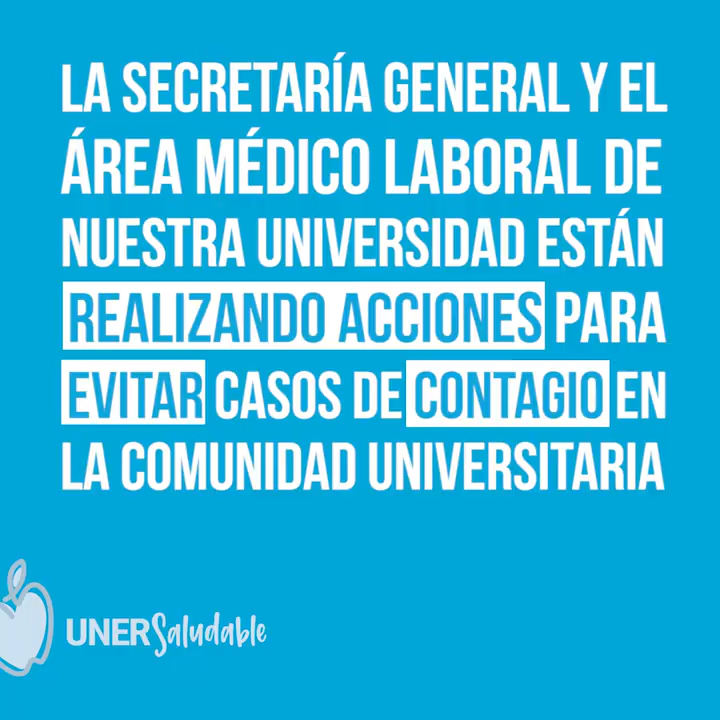 LA SECRETARÍA GENERAL Y EL
ÁREA MÉDICO LABORAL DE
NUESTRA UNIVERSIDAD ESTÁN
REALIZANDO ACCIONES PARA
EVITAR CASOS DE CONTAGIO EN
LA COMUNIDAD UNIVERSITARIA
UNERSaludable